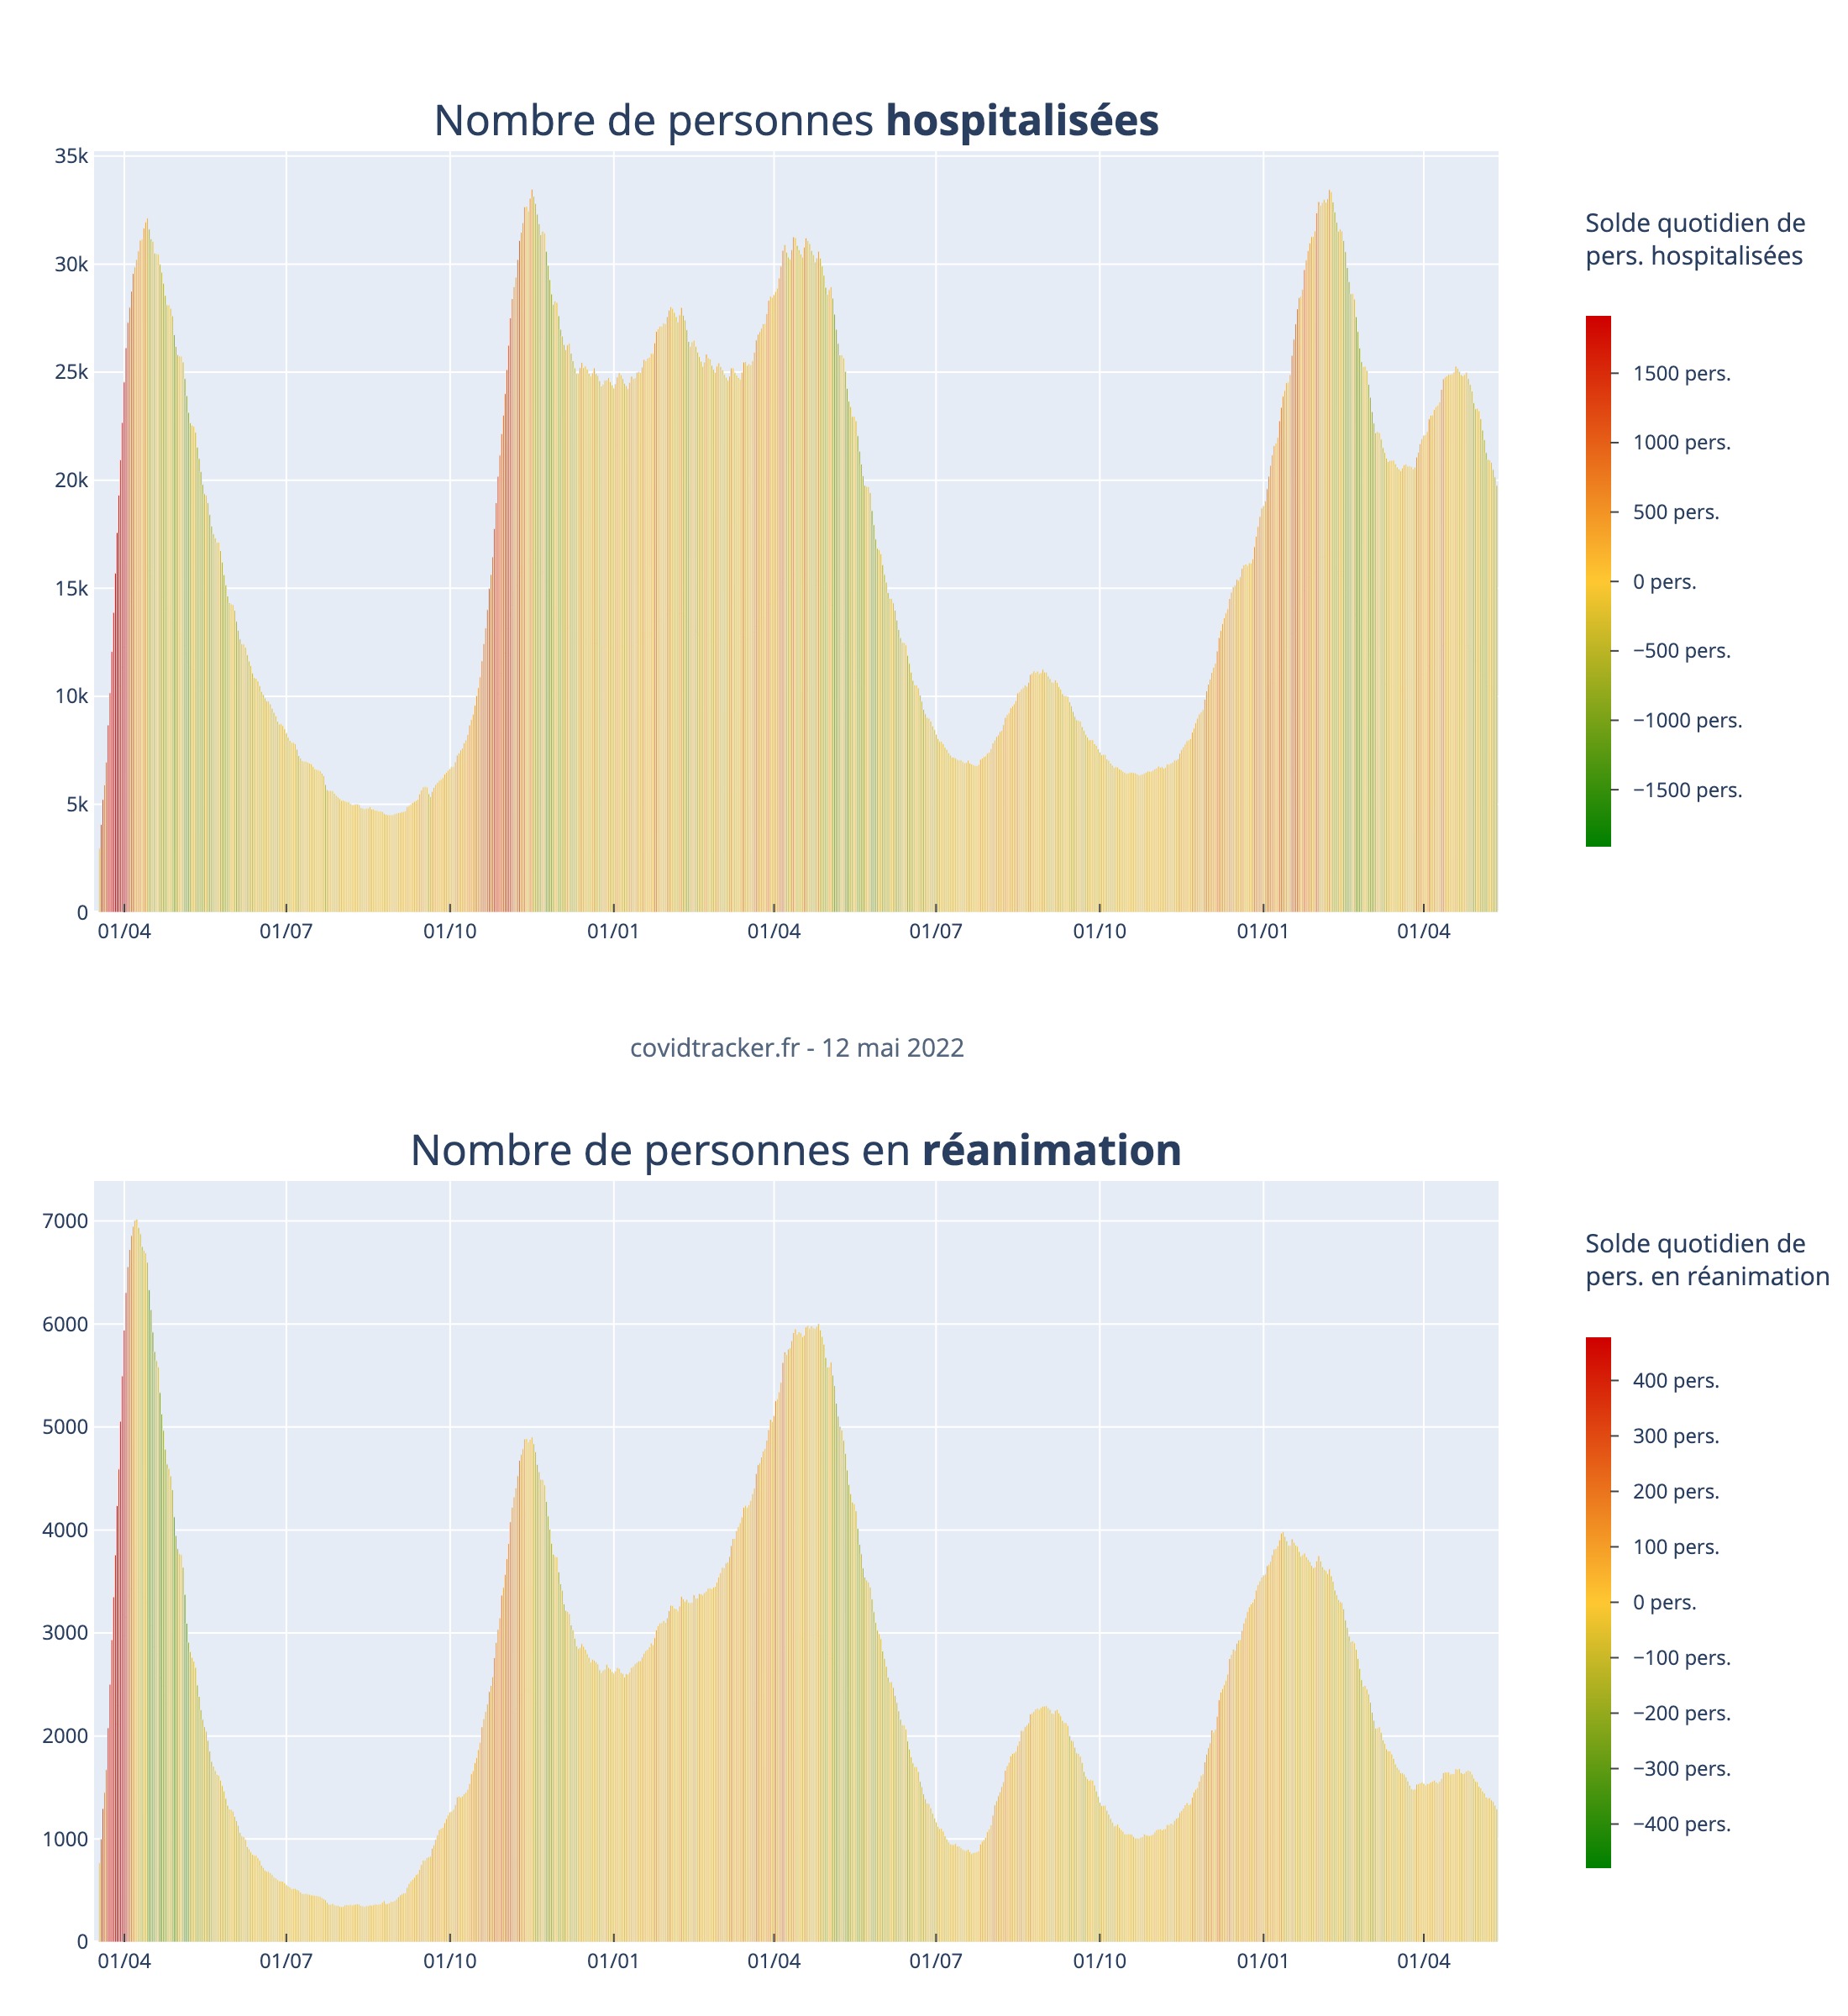 Nombre de personnes hospitalisées
35k
30k
25k
20k
15k
10k
5k
0
01/04 01/07 01/10 01/01 01/04 01/07 01/10 01/01 01/04
Solde quotidien de
pers. hospitalisées
1500 pers.
1000 pers.
500 pers.
0 pers.
−500 pers.
−1000 pers.
−1500 pers.
covidtracker.fr - 12 mai 2022
Nombre de personnes en réanimation
7000
6000
5000
4000
3000
2000
1000
0
01/04 01/07 01/10 01/01 01/04 01/07 01/10 01/01 01/04
Solde quotidien de
pers. en réanimation
400 pers.
300 pers.
200 pers.
100 pers.
0 pers.
−100 pers.
−200 pers.
−300 pers.
−400 pers.